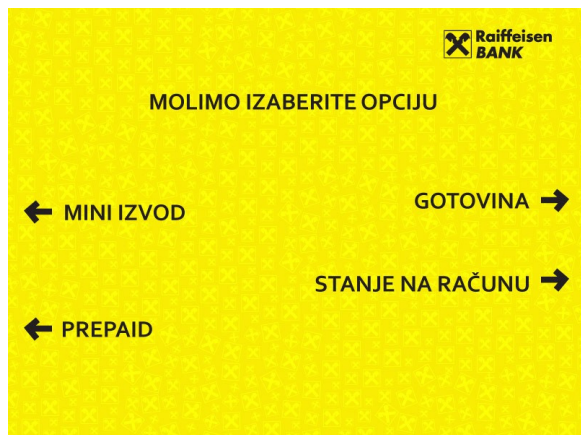 Raiffeisen
BANK
MOLIMO IZABERITE OPCIJU
MINI IZVOD
GOTOVINA
STANJE NA RAČUNU
PREPAID